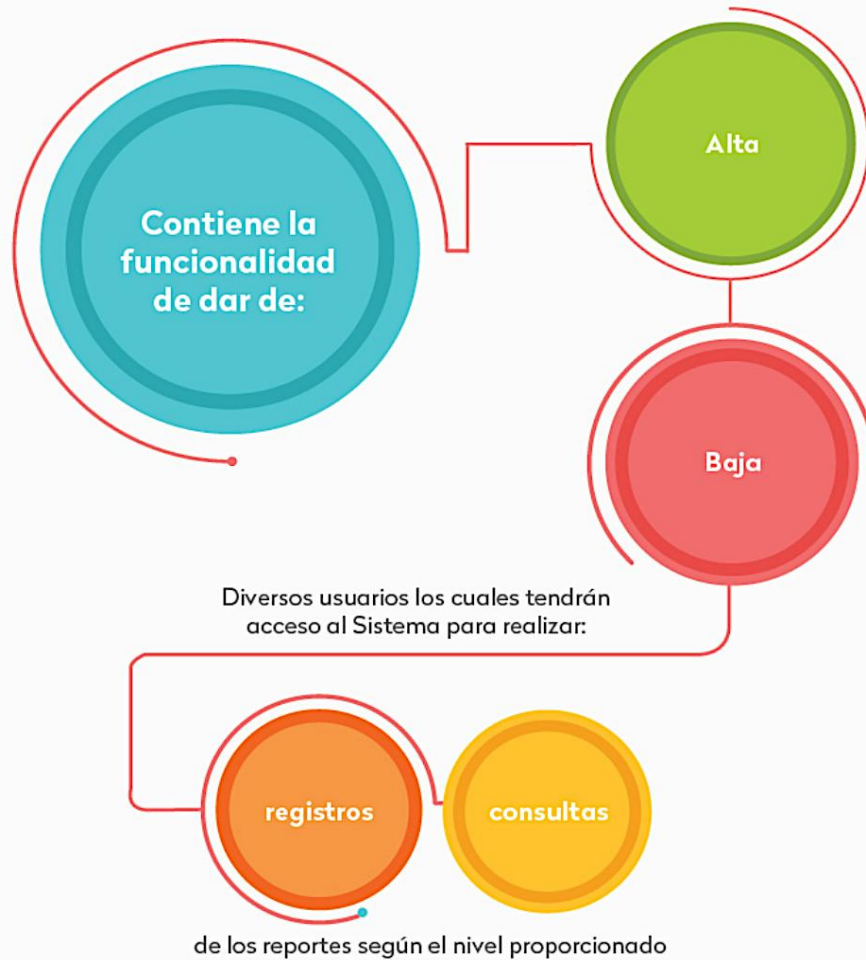 Contiene la
funcionalidad
de dar de:
Alta
Baja
Diversos usuarios los cuales tendrán
acceso al Sistema para realizar:
registros
consultas
de los reportes según el nivel proporcionado